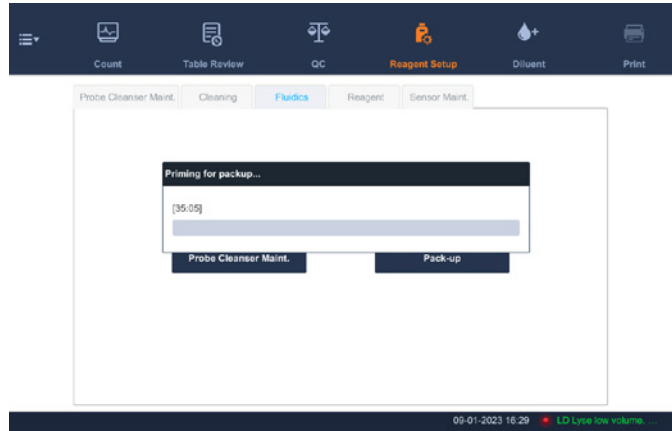 Count
Table Review
QC
Reagent Setup
Diluent
Print
Probe Cleanser Maint.
Cleaning
Fluidics
Reagent
Sensor Maint.
Priming for packup...
[35:05]
Probe Cleanser Maint.
Pack-up
09-01-2023 16:29
LD Lyse low volume. ...